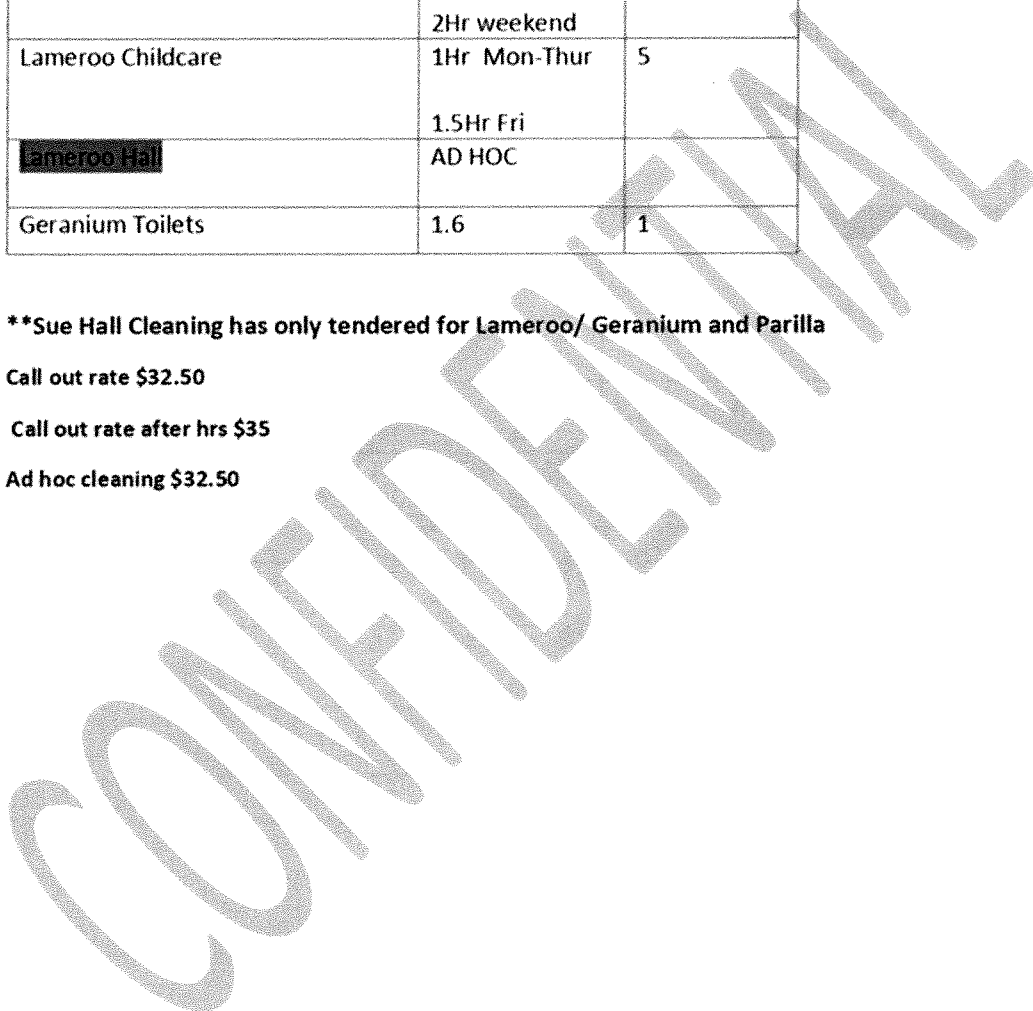 2Hr weekend
Lameroo Childcare 1Hr Mon-Thur 5
1.5Hr Fri
Lameroo Hall AD HOC
Geranium Toilets 1.6 1
**Sue Hall Cleaning has only tendered for Lameroo/ Geranium and Parilla
Call out rate $32.50
Call out rate after hrs $35
Ad hoc cleaning $32.50
CONFIDENTIAL